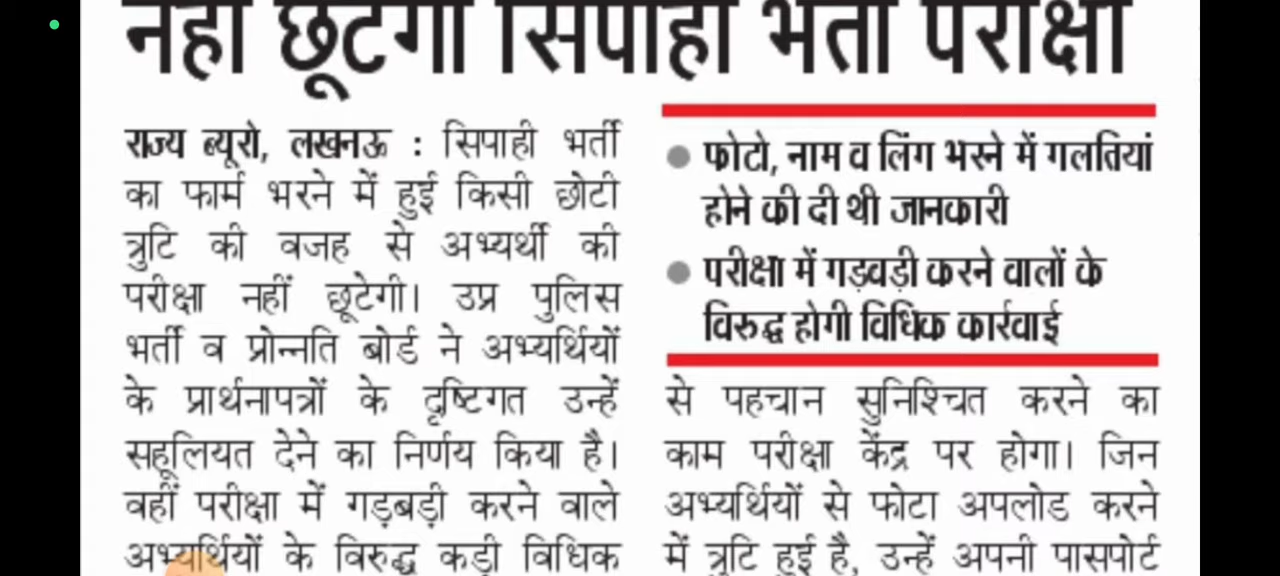 नहीं छूटेगी सिपाही भर्ती परीक्षा
राज्य ब्यूरो, लखनऊ : सिपाही भर्ती
का फार्म भरने में हुई किसी छोटी
त्रुटि की वजह से अभ्यर्थी की
परीक्षा नहीं छूटेगी। उप्र पुलिस
भर्ती व प्रोन्नति बोर्ड ने अभ्यर्थियों
के प्रार्थनापत्रों के दृष्टिगत उन्हें
सहूलियत देने का निर्णय किया है।
वहीं परीक्षा में गड़बड़ी करने वाले
अभ्यर्थियों के विरुद्ध कड़ी विधिक
फोटो, नाम व लिंग भरने में गलतियां
होने की दी थी जानकारी
परीक्षा में गड़बड़ी करने वालों के
विरुद्ध होगी विधिक कार्रवाई
से पहचान सुनिश्चित करने का
काम परीक्षा केंद्र पर होगा। जिन
अभ्यर्थियों से फोटा अपलोड करने
में त्रुटि हुई है, उन्हें अपनी पासपोर्ट